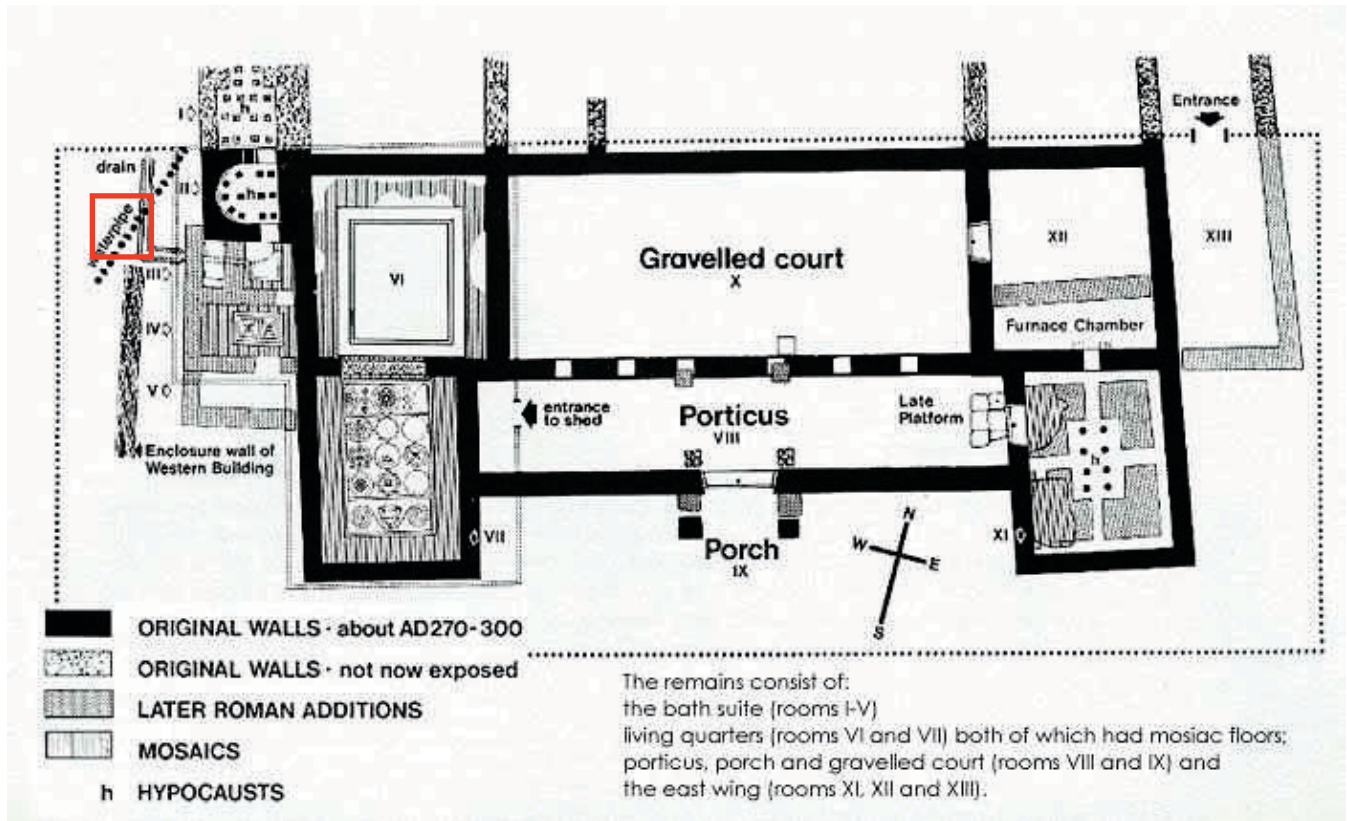 I
h
Entrance
drain
II
h
waterpipe
VI
Gravelled court
X
XII
XIII
III
IV
Furnace Chamber
V
entrance
to shed
Porticus
VIII
Late
Platform
Enclosure wall of
Western Building
h
VII
Porch
IX
N
W
E
S
XI
ORIGINAL WALLS · about AD270-300
ORIGINAL WALLS · not now exposed
LATER ROMAN ADDITIONS
MOSAICS
h HYPOCAUSTS
The remains consist of:
the bath suite (rooms I-V)
living quarters (rooms VI and VII) both of which had mosiac floors;
porticus, porch and gravelled court (rooms VIII and IX) and
the east wing (rooms XI, XII and XIII).